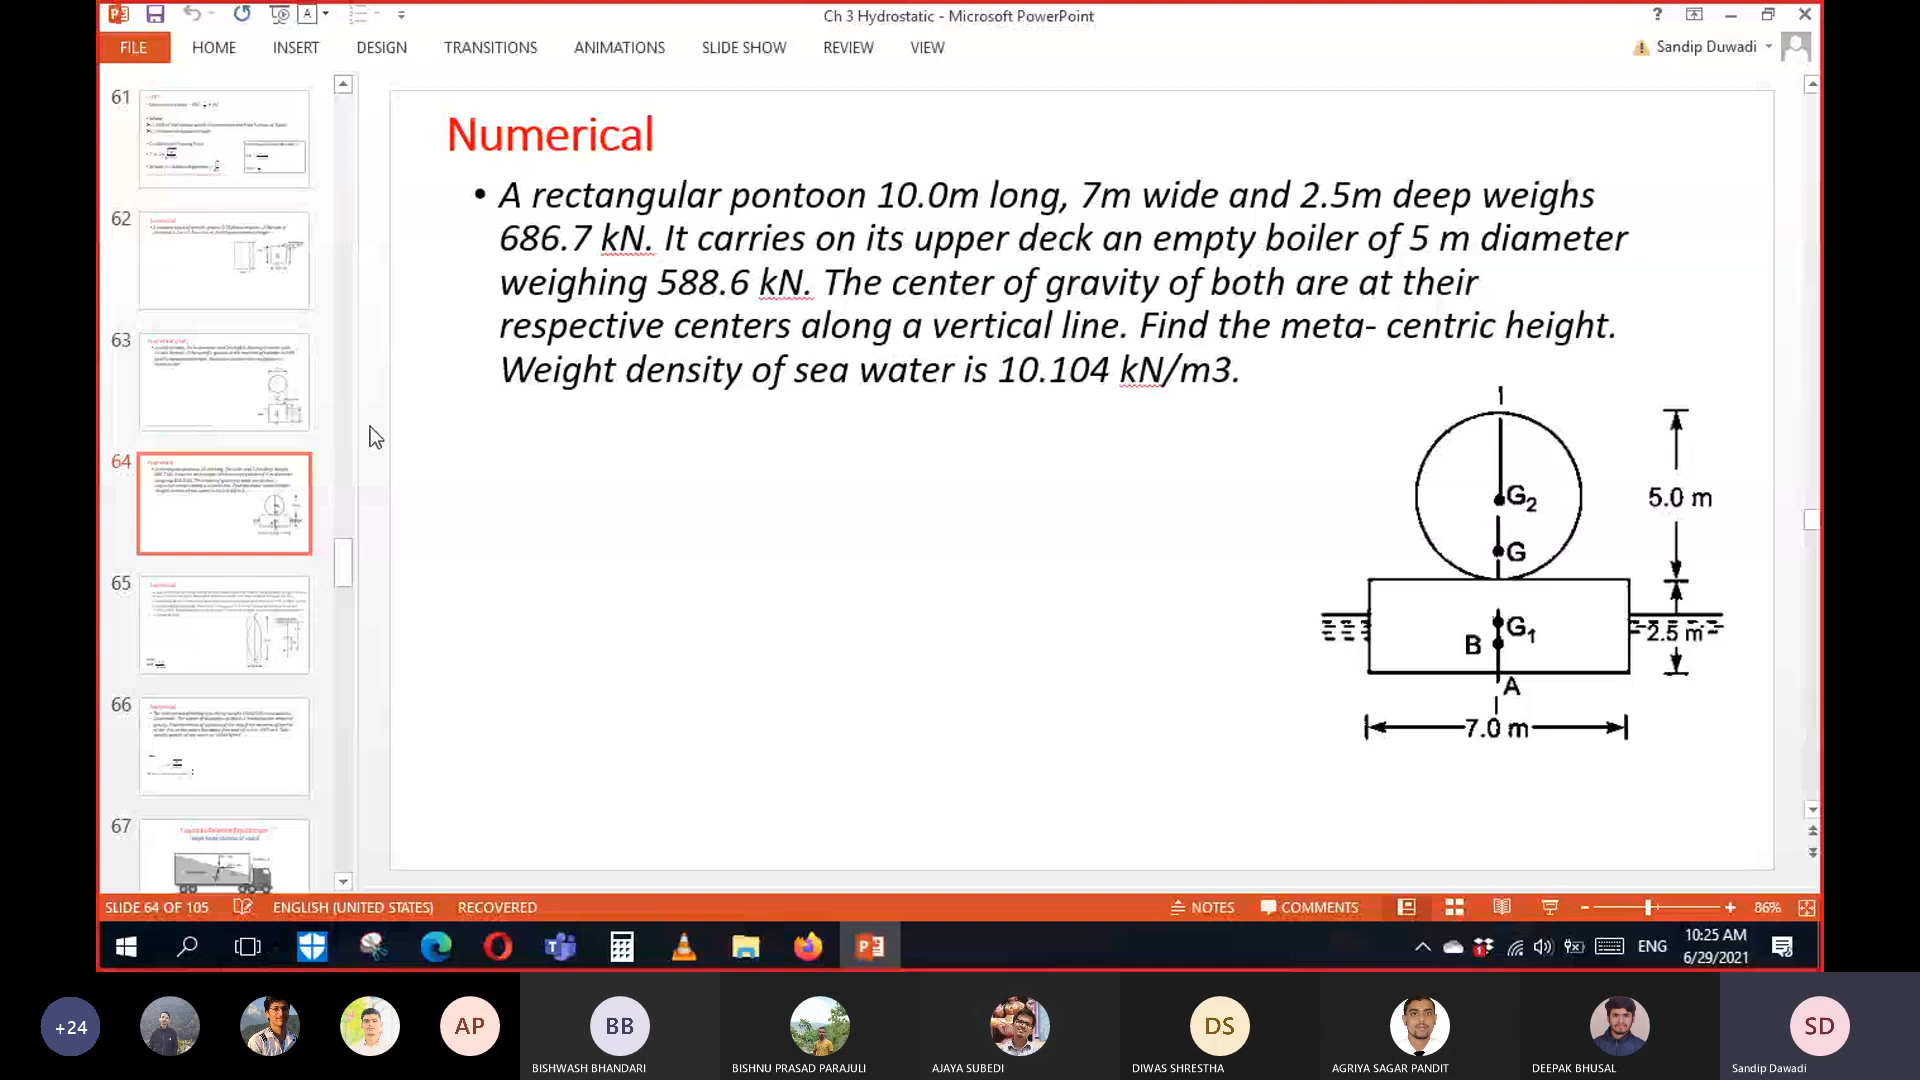 Ch 3 Hydrostatic - Microsoft PowerPoint
FILE HOME INSERT DESIGN TRANSITIONS ANIMATIONS SLIDE SHOW REVIEW VIEW
Sandip Duwadi
61
62
63
64
65
66
67
Numerical
• A rectangular pontoon 10.0m long, 7m wide and 2.5m deep weighs
686.7 kN. It carries on its upper deck an empty boiler of 5 m diameter
weighing 588.6 kN. The center of gravity of both are at their
respective centers along a vertical line. Find the meta- centric height.
Weight density of sea water is 10.104 kN/m3.
G2
5.0 m
G
G1
2.5 m
B
A
7.0 m
SLIDE 64 OF 105 ENGLISH (UNITED STATES) RECOVERED NOTES COMMENTS 86%
ENG
10:25 AM
6/29/2021
+24
AP
BB
DS
SD
BISHWASH BHANDARI
BISHNU PRASAD PARAJULI
AJAYA SUBEDI
DIWAS SHRESTHA
AGRIYA SAGAR PANDIT
DEEPAK BHUSAL
Sandip Dawadi